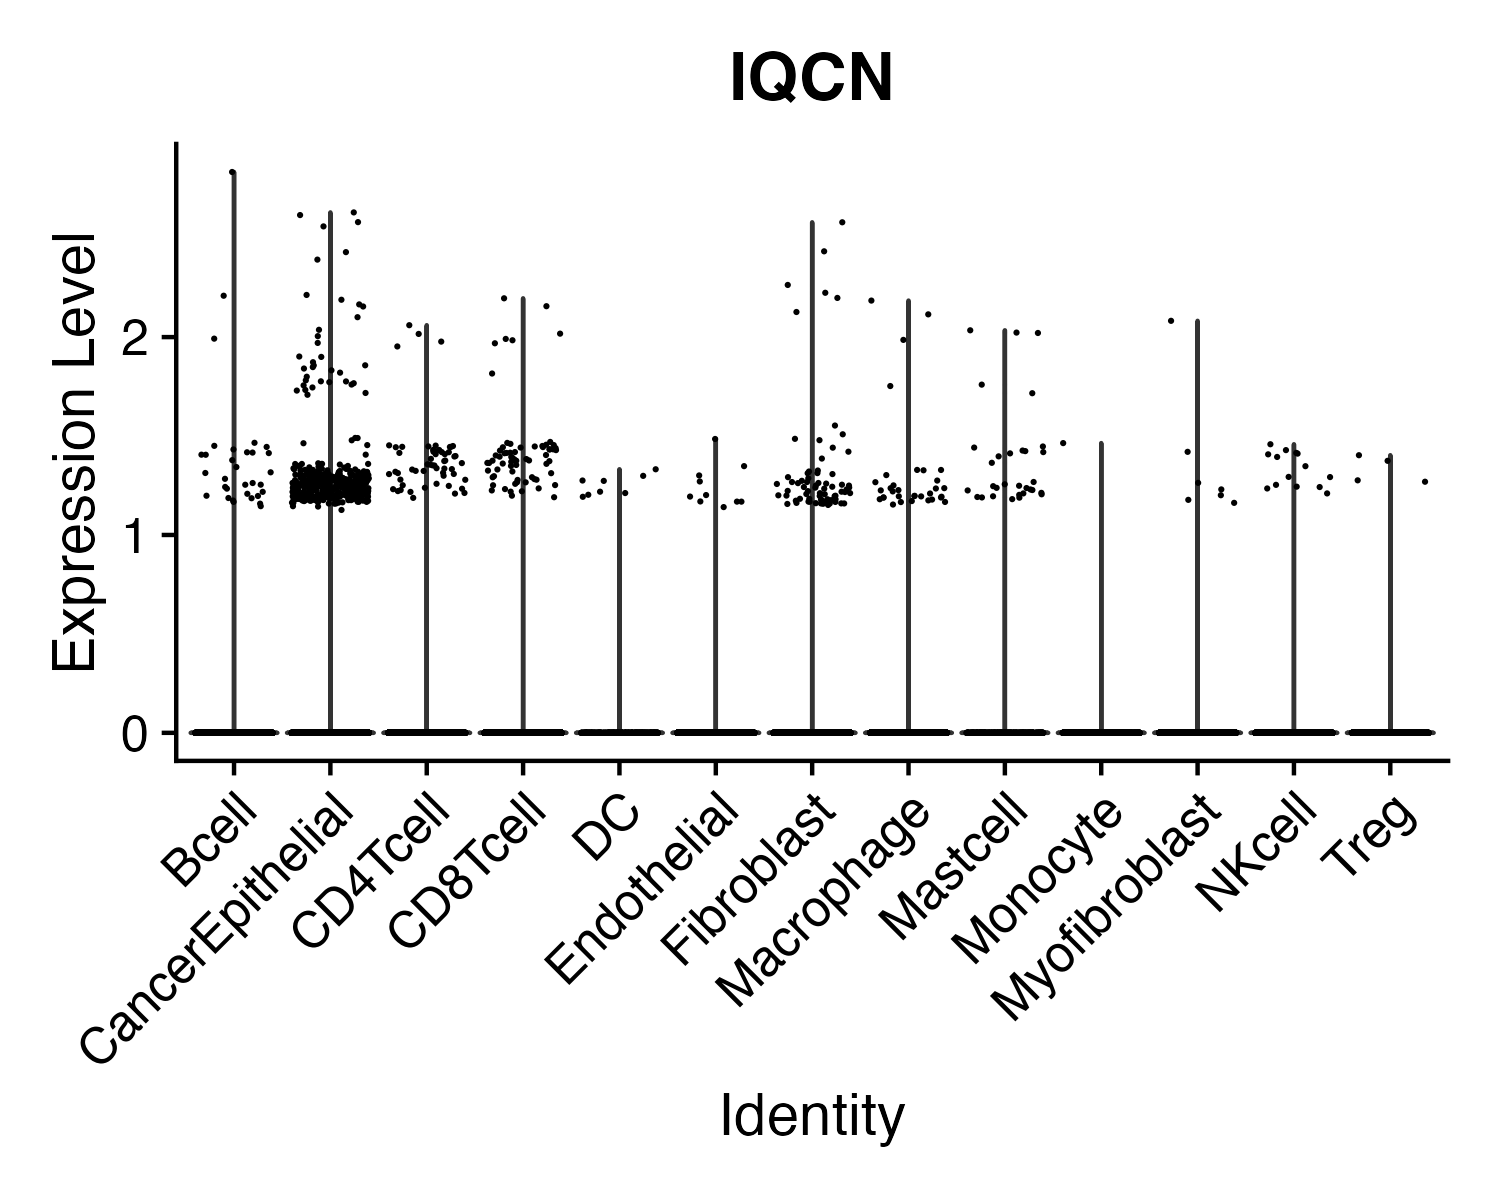 IQCN
Expression Level
2
1
0
Bcell
CancerEpithelial
CD4Tcell
CD8Tcell
DC
Endothelial
Fibroblast
Macrophage
Mastcell
Monocyte
Myofibroblast
NKcell
Treg
Identity